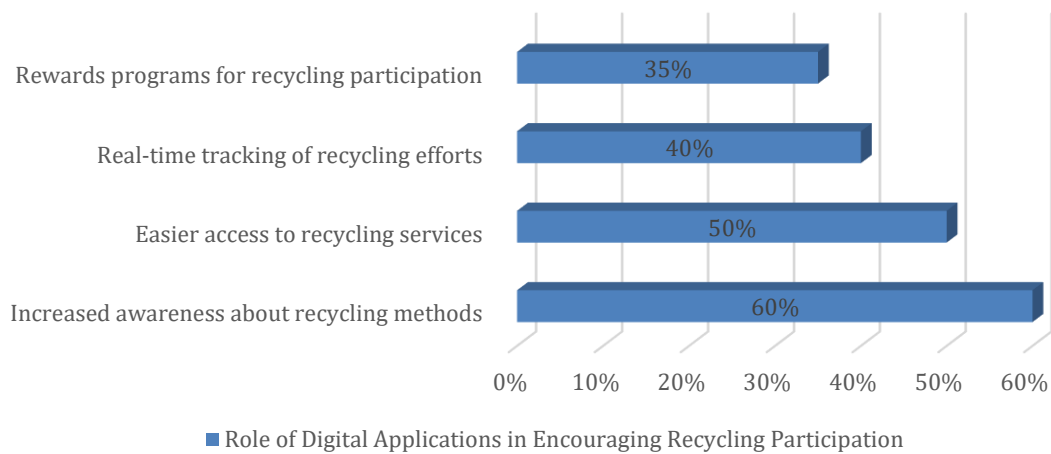 Rewards programs for recycling participation
35%
Real-time tracking of recycling efforts
40%
Easier access to recycling services
50%
Increased awareness about recycling methods
60%
0% 10% 20% 30% 40% 50% 60%
Role of Digital Applications in Encouraging Recycling Participation